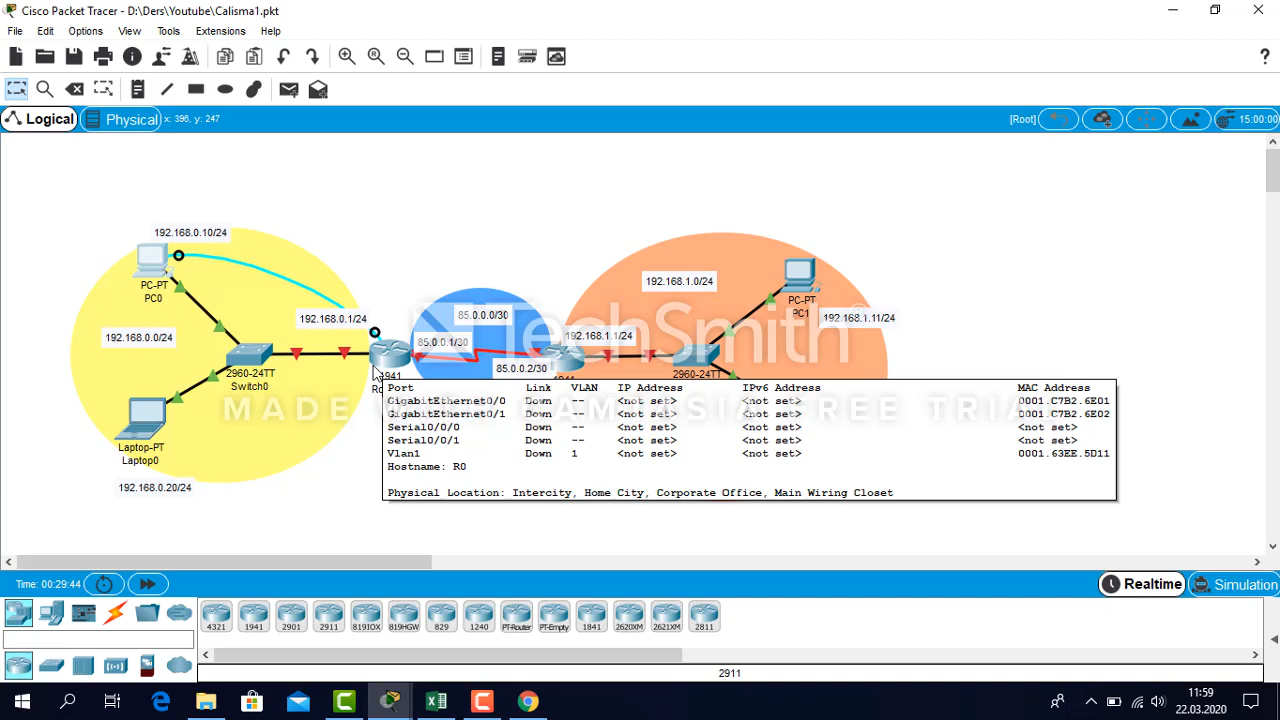 Cisco Packet Tracer - D:\Ders\Youtube\Calisma1.pkt
File Edit Options View Tools Extensions Help
?
Logical Physical x: 396, y: 247 [Root] 15:00:00
192.168.0.10/24
PC-PT
PC0
192.168.0.1/24
192.168.0.0/24
2960-24TT
Switch0
Laptop-PT
Laptop0
192.168.0.20/24
1941
85.0.0.0/30
85.0.0.1/30
85.0.0.2/30
192.168.1.0/24
192.168.1.1/24
PC-PT
PC1
192.168.1.11/24
2960-24TT
TechSmith
MADE WITH CAMTASIA FREE TRIAL
Port Link VLAN IP Address IPv6 Address MAC Address
GigabitEthernet0/0 Down -- <not set> <not set> 0001.C7B2.6E01
GigabitEthernet0/1 Down -- <not set> <not set> 0001.C7B2.6E02
Serial0/0/0 Down -- <not set> <not set> <not set>
Serial0/0/1 Down -- <not set> <not set> <not set>
Vlan1 Down 1 <not set> <not set> 0001.63EE.5D11
Hostname: R0
Physical Location: Intercity, Home City, Corporate Office, Main Wiring Closet
Time: 00:29:44 Realtime Simulation
4321 1941 2901 2911 819IOX 819HGW 829 1240 PT-Router PT-Empty 1841 2620XM 2621XM 2811
2911
11:59
22.03.2020